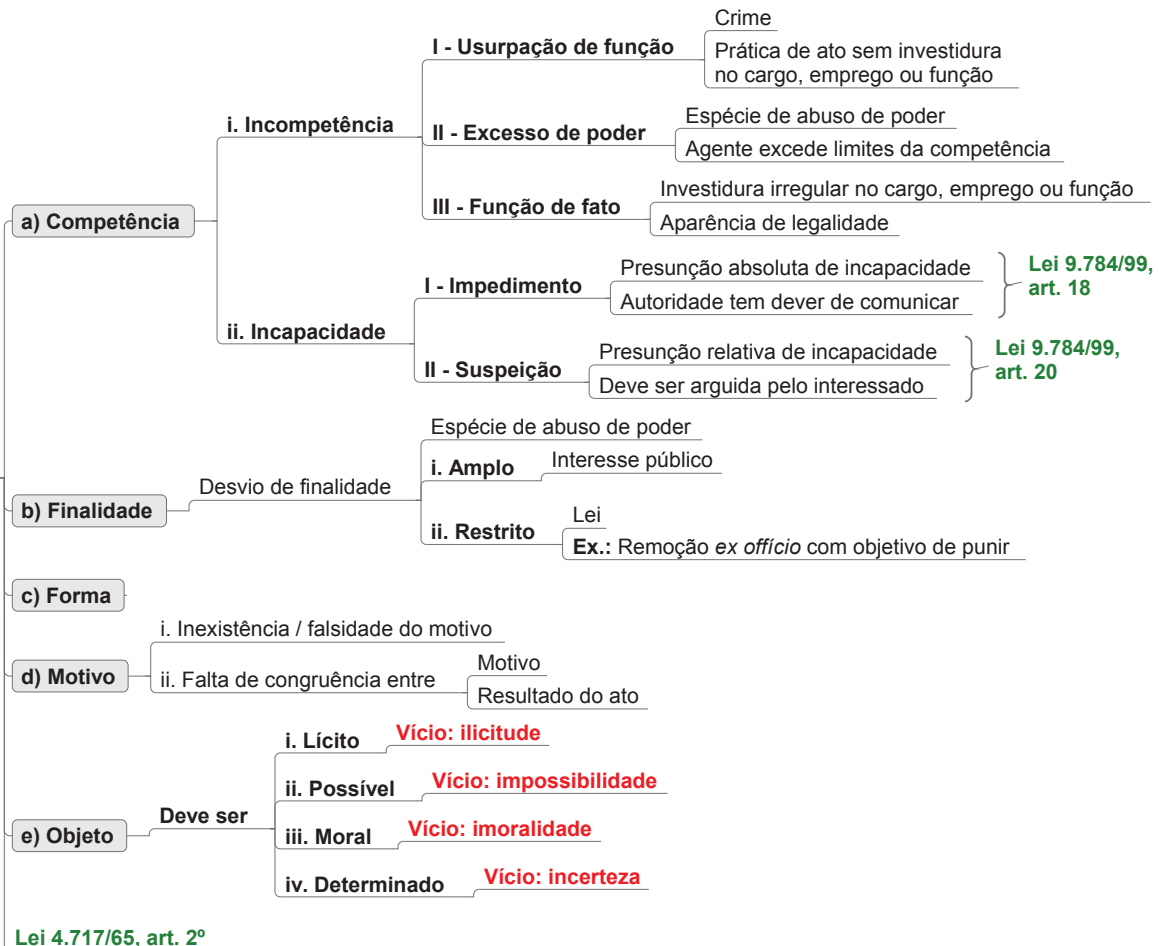 a) Competência
i. Incompetência
I - Usurpação de função
Crime
Prática de ato sem investidura
no cargo, emprego ou função
II - Excesso de poder
Espécie de abuso de poder
Agente excede limites da competência
III - Função de fato
Investidura irregular no cargo, emprego ou função
Aparência de legalidade
ii. Incapacidade
I - Impedimento
Presunção absoluta de incapacidade
Autoridade tem dever de comunicar
Lei 9.784/99,
art. 18
II - Suspeição
Presunção relativa de incapacidade
Deve ser arguida pelo interessado
Lei 9.784/99,
art. 20
b) Finalidade
Desvio de finalidade
Espécie de abuso de poder
i. Amplo
Interesse público
ii. Restrito
Lei
Ex.: Remoção ex offício com objetivo de punir
c) Forma
d) Motivo
i. Inexistência / falsidade do motivo
ii. Falta de congruência entre
Motivo
Resultado do ato
e) Objeto
Deve ser
i. Lícito
Vício: ilicitude
ii. Possível
Vício: impossibilidade
iii. Moral
Vício: imoralidade
iv. Determinado
Vício: incerteza
Lei 4.717/65, art. 2º